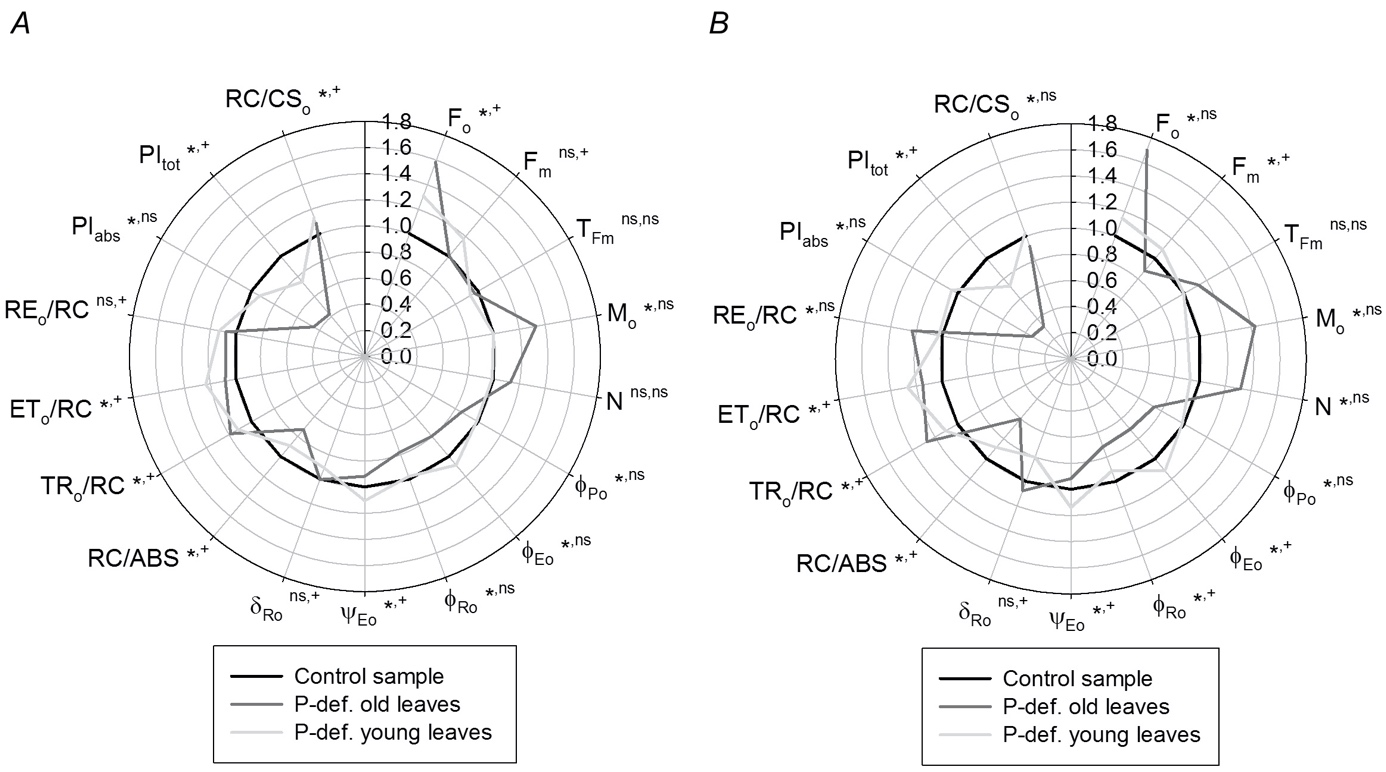 A
RC/CSo *,+
Fo *,+
Fm ns,+
TFm ns,ns
Mo *,ns
N ns,ns
ϕPo *,ns
ϕEo *,ns
ϕRo *,ns
ψEo *,+
δRo ns,+
RC/ABS *,+
TRo/RC *,+
ETo/RC *,+
REo/RC ns,+
PIabs *,ns
PItot *,+
1.8
1.6
1.4
1.2
1.0
0.8
0.6
0.4
0.2
0.0
Control sample
P-def. old leaves
P-def. young leaves
B
RC/CSo *,ns
Fo *,ns
Fm *,+
TFm ns,ns
Mo *,ns
N *,ns
ϕPo *,ns
ϕEo *,+
ϕRo *,+
ψEo *,+
δRo ns,+
RC/ABS *,+
TRo/RC *,+
ETo/RC *,+
REo/RC *,ns
PIabs *,ns
PItot *,+
1.8
1.6
1.4
1.2
1.0
0.8
0.6
0.4
0.2
0.0
Control sample
P-def. old leaves
P-def. young leaves